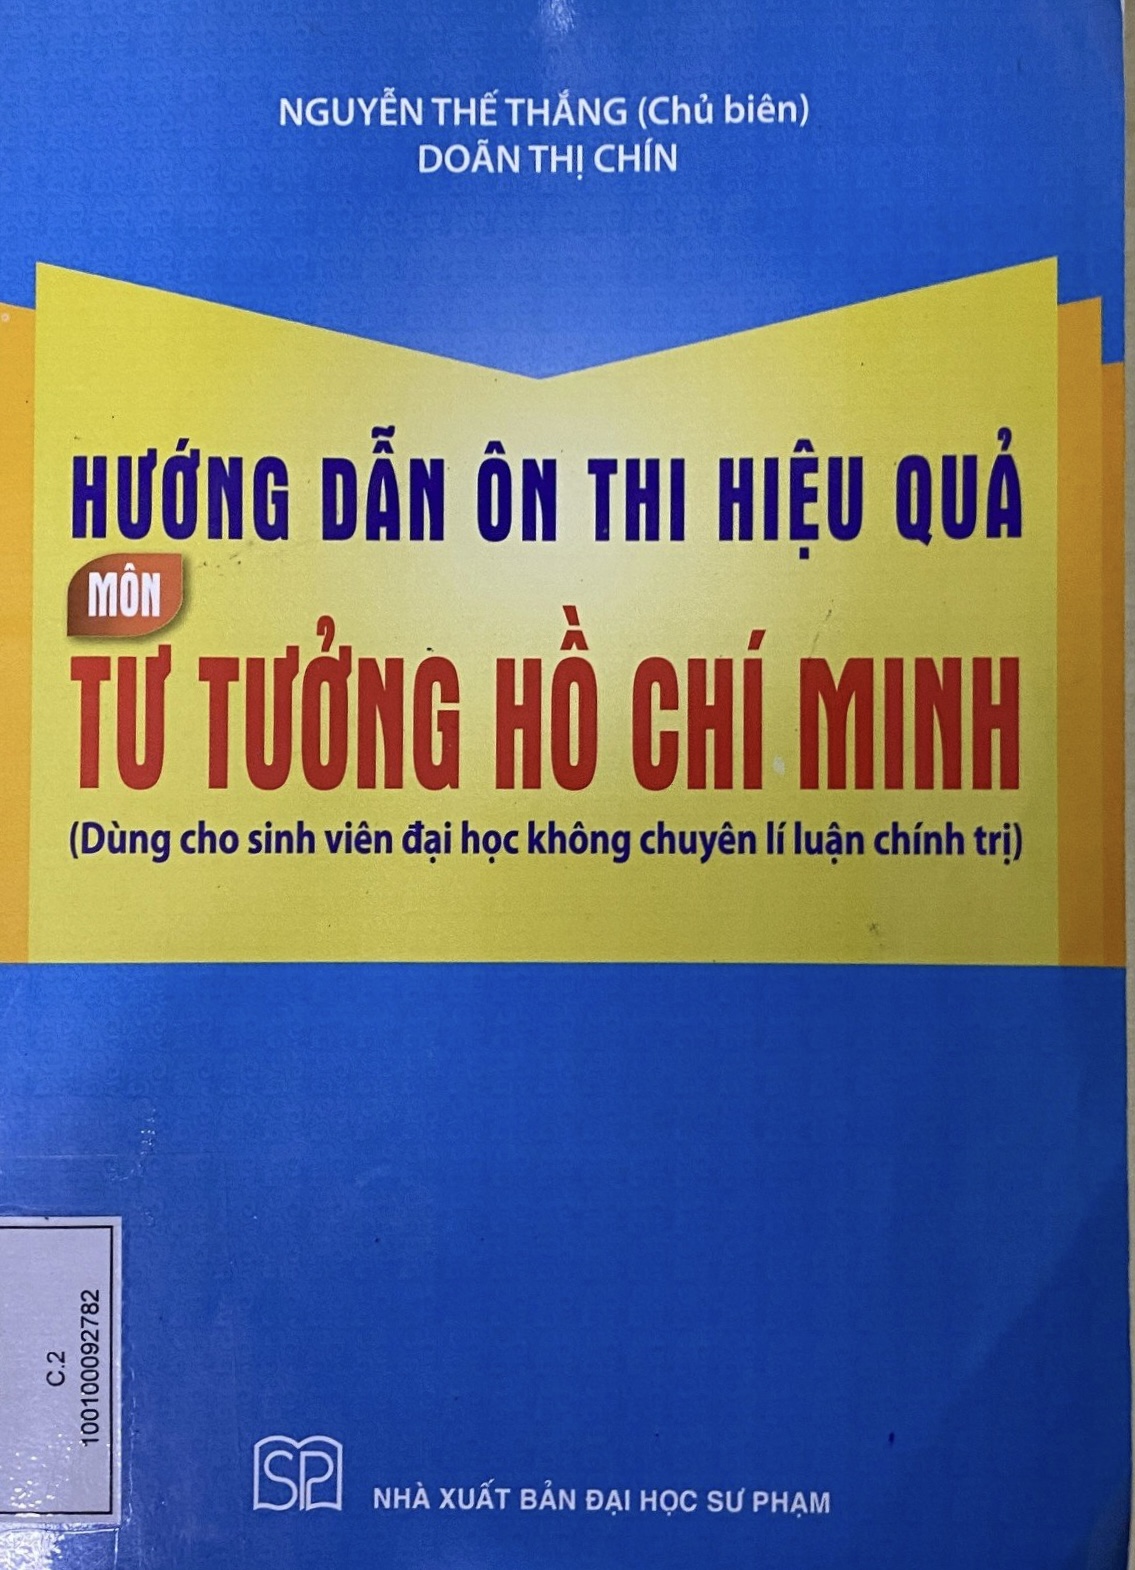 NGUYỄN THẾ THẮNG (Chủ biên)
DOÃN THỊ CHÍN
HƯỚNG DẪN ÔN THI HIỆU QUẢ
MÔN
TƯ TƯỞNG HỒ CHÍ MINH
(Dùng cho sinh viên đại học không chuyên lí luận chính trị)
C.2
100100092782
SP
NHÀ XUẤT BẢN ĐẠI HỌC SƯ PHẠM